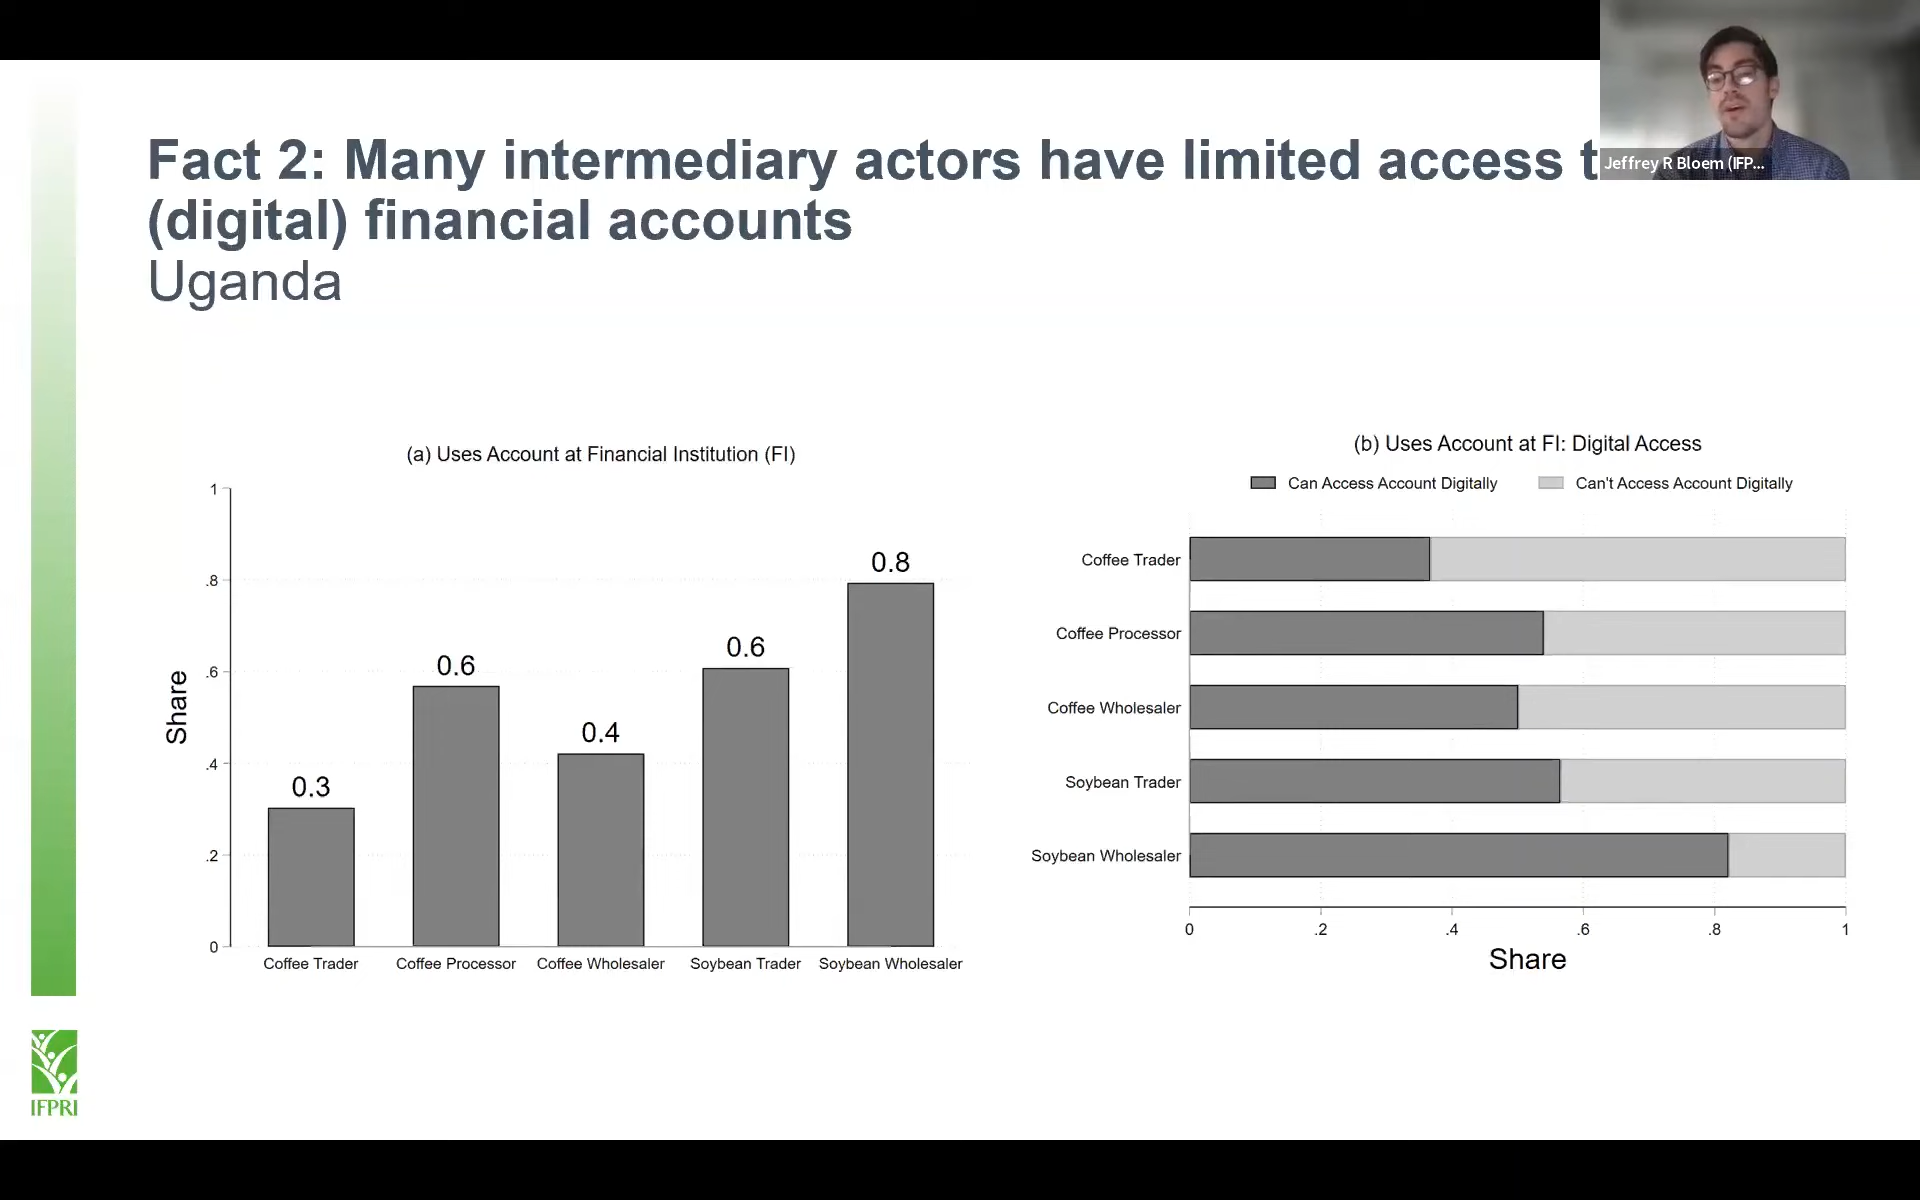 Fact 2: Many intermediary actors have limited access t
(digital) financial accounts
Uganda
Jeffrey R Bloem (IFP...
(a) Uses Account at Financial Institution (FI)
1
.8
.6
.4
.2
0
Share
0.3
0.6
0.4
0.6
0.8
Coffee Trader
Coffee Processor
Coffee Wholesaler
Soybean Trader
Soybean Wholesaler
(b) Uses Account at FI: Digital Access
Can Access Account Digitally
Can't Access Account Digitally
Coffee Trader
Coffee Processor
Coffee Wholesaler
Soybean Trader
Soybean Wholesaler
0
.2
.4
.6
.8
1
Share
IFPRI